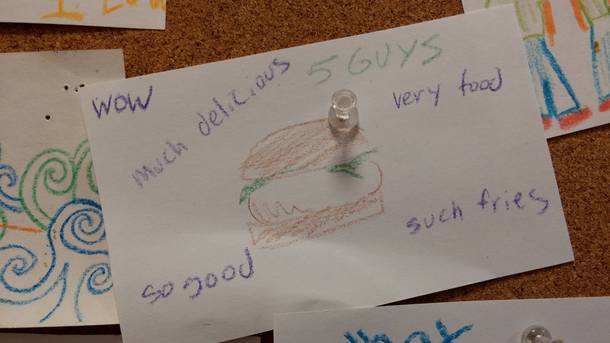 5 GUYS
WOW
much delicious
very food
such fries
so good